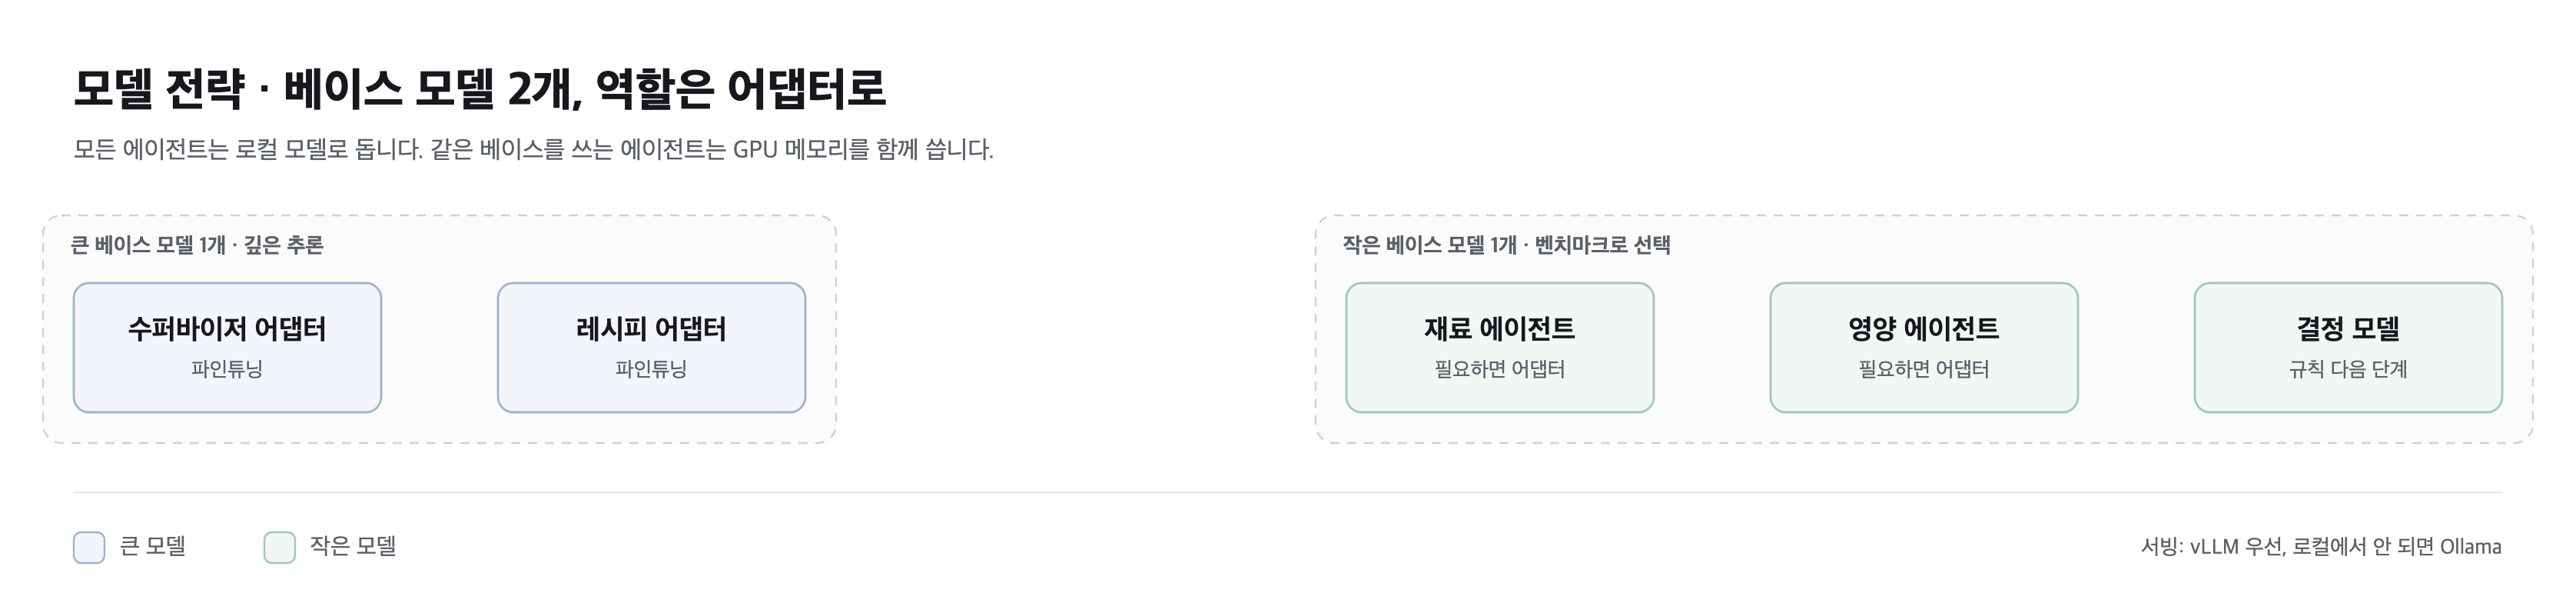 모델 전략 · 베이스 모델 2개, 역할은 어댑터로
모든 에이전트는 로컬 모델로 돕니다. 같은 베이스를 쓰는 에이전트는 GPU 메모리를 함께 씁니다.
큰 베이스 모델 1개 · 깊은 추론
수퍼바이저 어댑터
파인튜닝
레시피 어댑터
파인튜닝
작은 베이스 모델 1개 · 벤치마크로 선택
재료 에이전트
필요하면 어댑터
영양 에이전트
필요하면 어댑터
결정 모델
규칙 다음 단계
큰 모델
작은 모델
서빙: vLLM 우선, 로컬에서 안 되면 Ollama